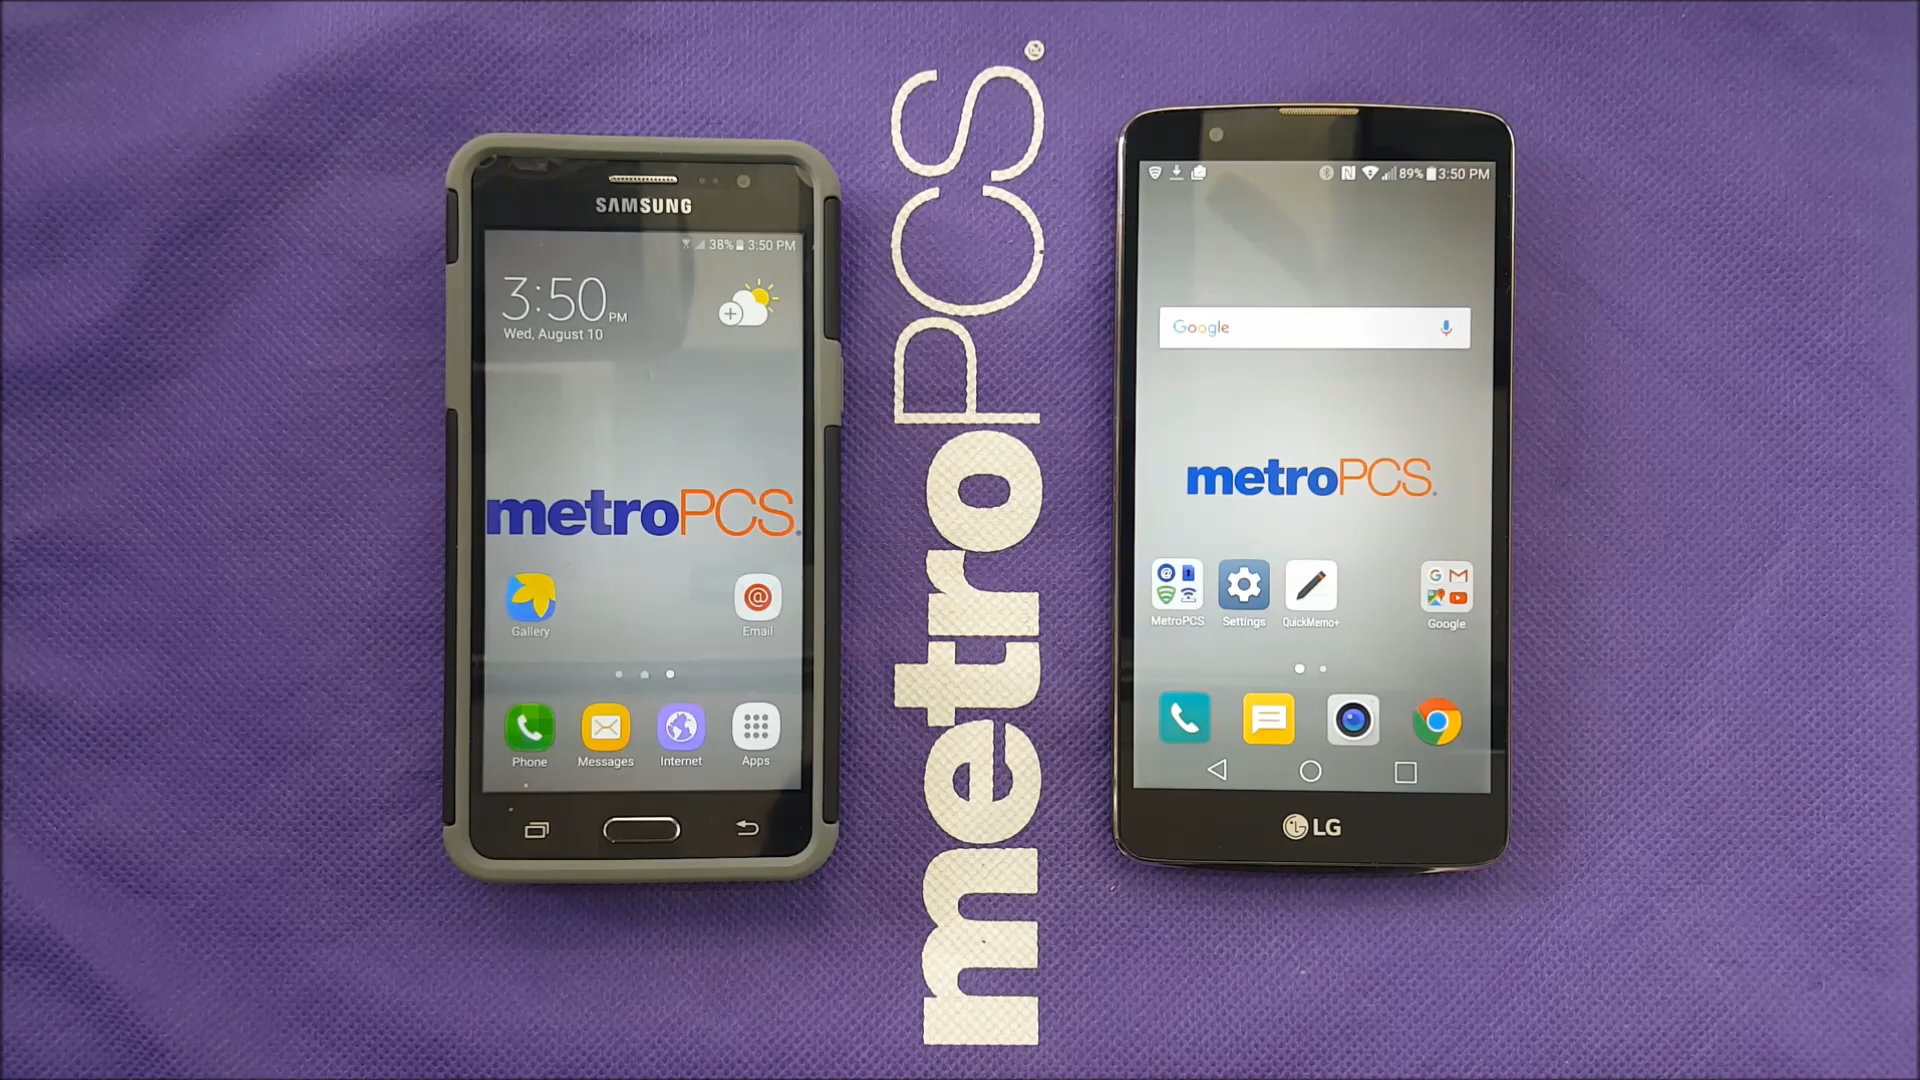 SAMSUNG
38% 3:50 PM
3:50 PM
Wed, August 10
metroPCS.
Gallery
Email
Phone
Messages
Internet
Apps
metroPCS.®
89% 3:50 PM
Google
metroPCS.
MetroPCS
Settings
QuickMemo+
Google
LG